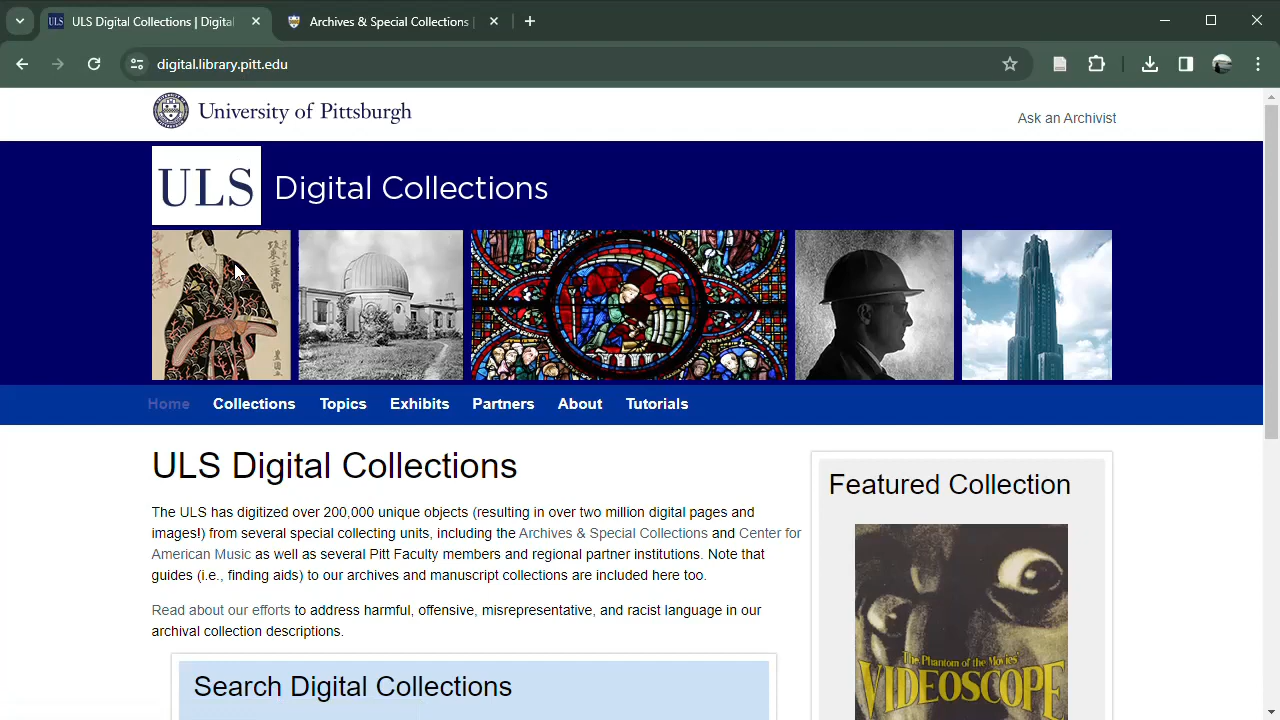 ULS Digital Collections | Digital
Archives & Special Collections |
digital.library.pitt.edu
University of Pittsburgh
Ask an Archivist
ULS Digital Collections
Home Collections Topics Exhibits Partners About Tutorials
ULS Digital Collections
The ULS has digitized over 200,000 unique objects (resulting in over two million digital pages and
images!) from several special collecting units, including the Archives & Special Collections and Center for
American Music as well as several Pitt Faculty members and regional partner institutions. Note that
guides (i.e., finding aids) to our archives and manuscript collections are included here too.
Read about our efforts to address harmful, offensive, misrepresentative, and racist language in our
archival collection descriptions.
Search Digital Collections
Featured Collection
The Phantom of the Movies'
VIDEOSCOPE